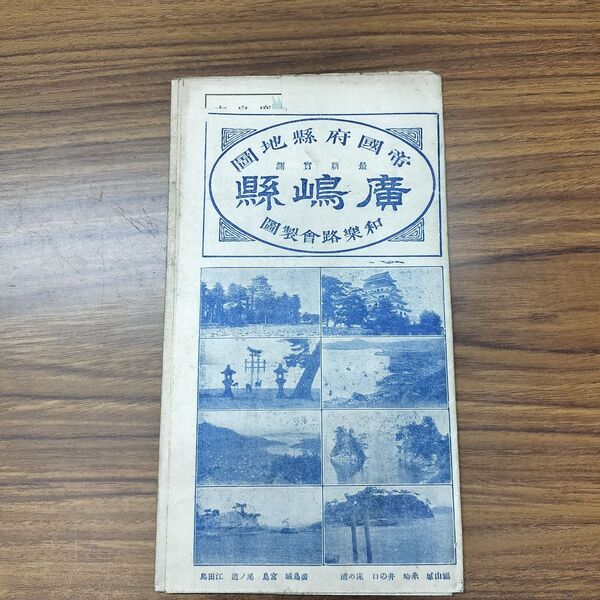 帝國府縣地圖
最新實測
廣嶋縣
和樂路會製圖
福山城 糸崎 井の口 床の浦
廣島城 宮島 尾ノ道 江田島